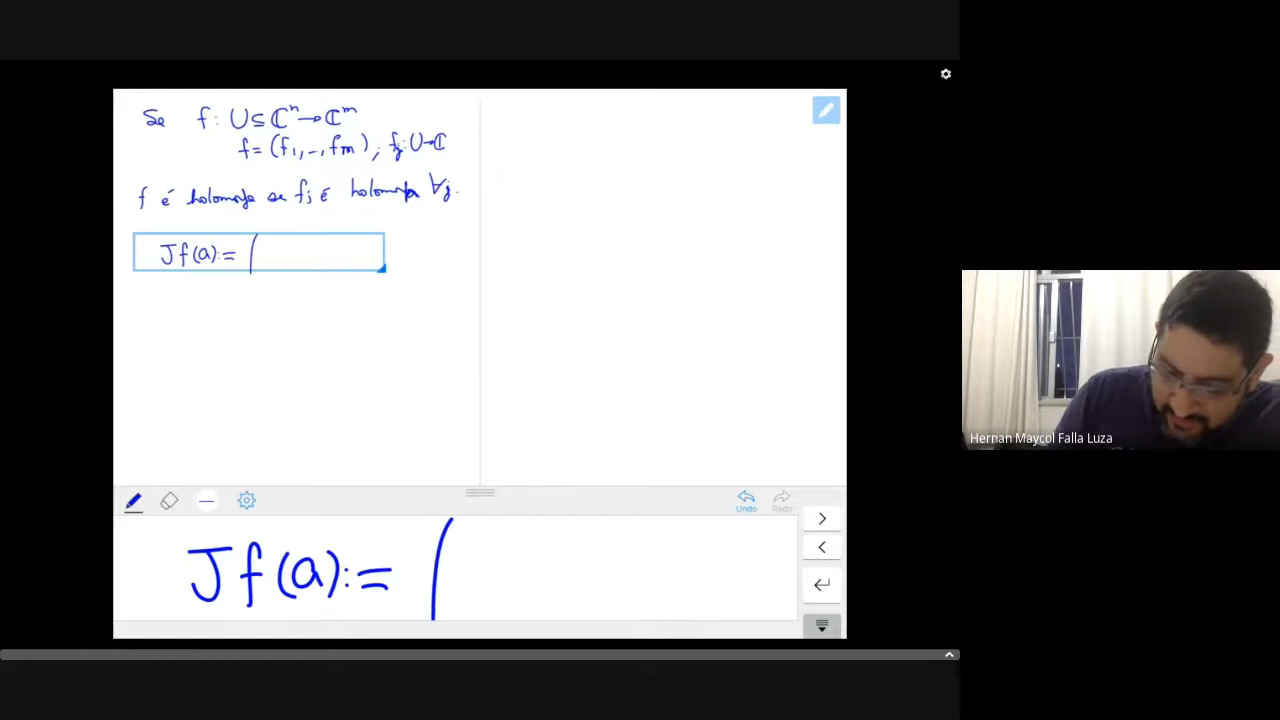 Se f: U ⊆ ℂⁿ → ℂᵐ
f = (f₁, ..., fₘ), fⱼ: U → ℂ
f é holomorfa se fⱼ é holomorfa ∀j.
Jf(a) := (
Undo
Redo
Jf(a) := (
Hernan Maycol Falla Luza